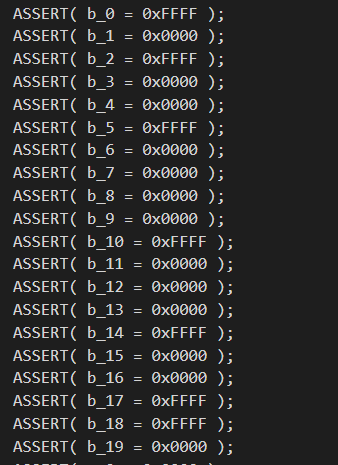 ASSERT( b_0 = 0xFFFF );
ASSERT( b_1 = 0x0000 );
ASSERT( b_2 = 0xFFFF );
ASSERT( b_3 = 0x0000 );
ASSERT( b_4 = 0x0000 );
ASSERT( b_5 = 0xFFFF );
ASSERT( b_6 = 0x0000 );
ASSERT( b_7 = 0x0000 );
ASSERT( b_8 = 0x0000 );
ASSERT( b_9 = 0x0000 );
ASSERT( b_10 = 0xFFFF );
ASSERT( b_11 = 0x0000 );
ASSERT( b_12 = 0x0000 );
ASSERT( b_13 = 0x0000 );
ASSERT( b_14 = 0xFFFF );
ASSERT( b_15 = 0x0000 );
ASSERT( b_16 = 0x0000 );
ASSERT( b_17 = 0xFFFF );
ASSERT( b_18 = 0xFFFF );
ASSERT( b_19 = 0x0000 );